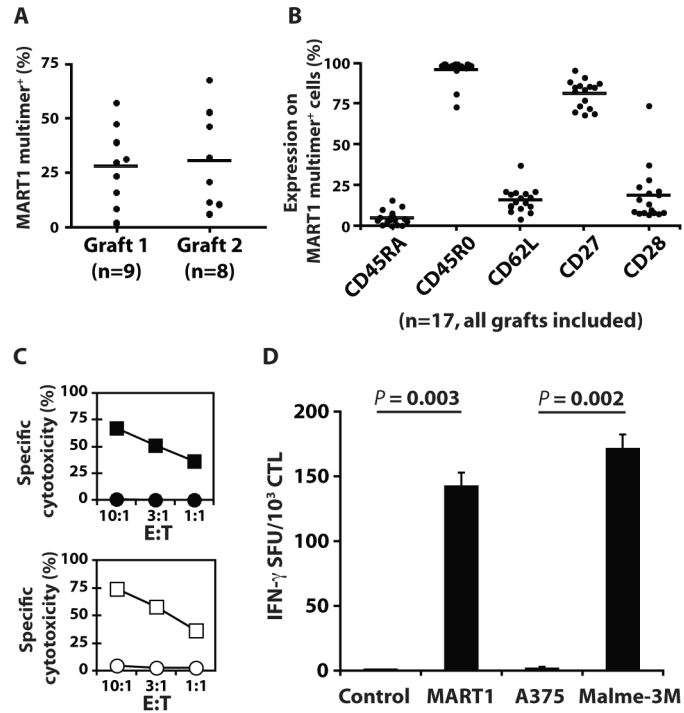 A
MART1 multimer⁺ (%)
75
50
25
0
Graft 1
(n=9)
Graft 2
(n=8)
B
Expression on
MART1 multimer⁺ cells (%)
100
75
50
25
0
CD45RA
CD45R0
CD62L
CD27
CD28
(n=17, all grafts included)
C
Specific
cytotoxicity (%)
100
75
50
25
0
10:1 3:1 1:1
E:T
Specific
cytotoxicity (%)
100
75
50
25
0
10:1 3:1 1:1
E:T
D
P = 0.003
P = 0.002
IFN-γ SFU/10³ CTL
200
150
100
50
0
Control MART1 A375 Malme-3M